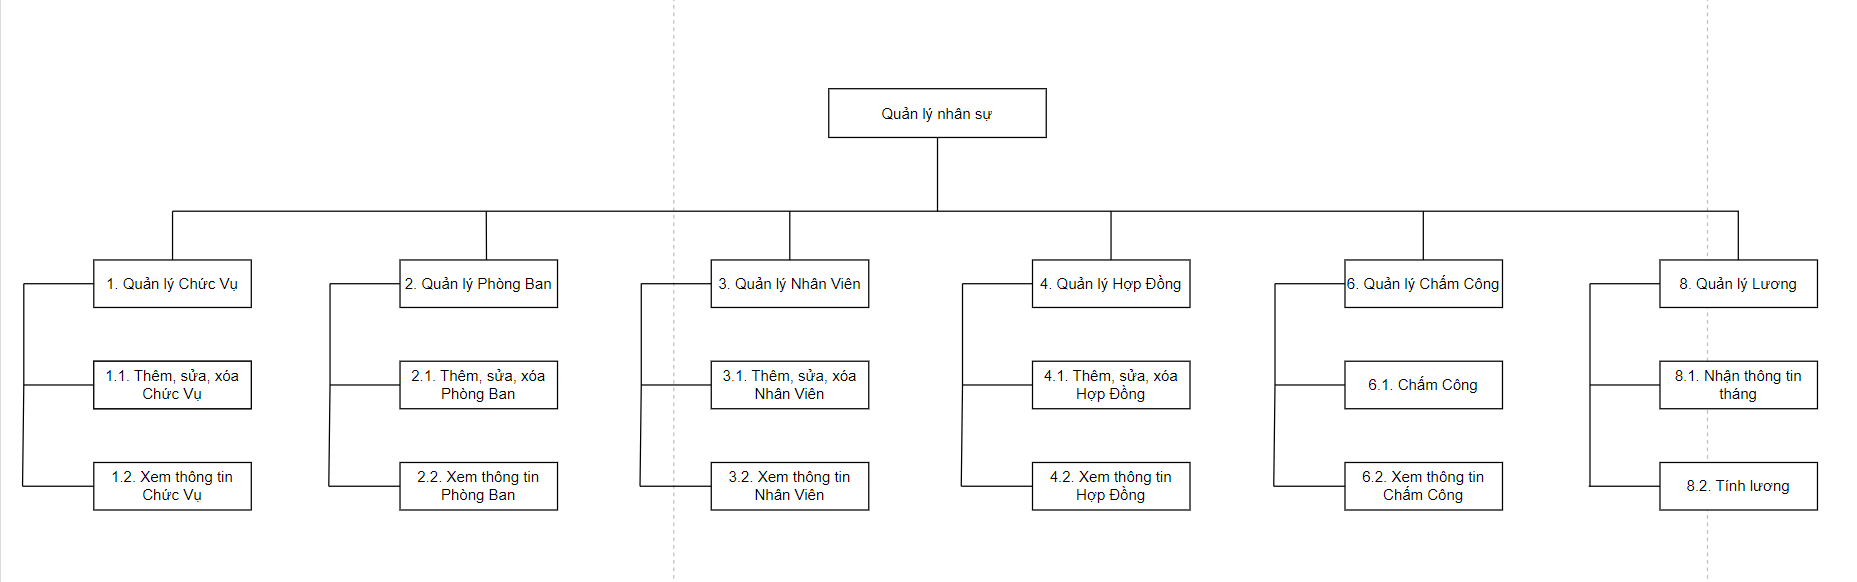 Quản lý nhân sự
1. Quản lý Chức Vụ
2. Quản lý Phòng Ban
3. Quản lý Nhân Viên
4. Quản lý Hợp Đồng
6. Quản lý Chấm Công
8. Quản lý Lương
1.1. Thêm, sửa, xóa
Chức Vụ
2.1. Thêm, sửa, xóa
Phòng Ban
3.1. Thêm, sửa, xóa
Nhân Viên
4.1. Thêm, sửa, xóa
Hợp Đồng
6.1. Chấm Công
8.1. Nhận thông tin
tháng
1.2. Xem thông tin
Chức Vụ
2.2. Xem thông tin
Phòng Ban
3.2. Xem thông tin
Nhân Viên
4.2. Xem thông tin
Hợp Đồng
6.2. Xem thông tin
Chấm Công
8.2. Tính lương